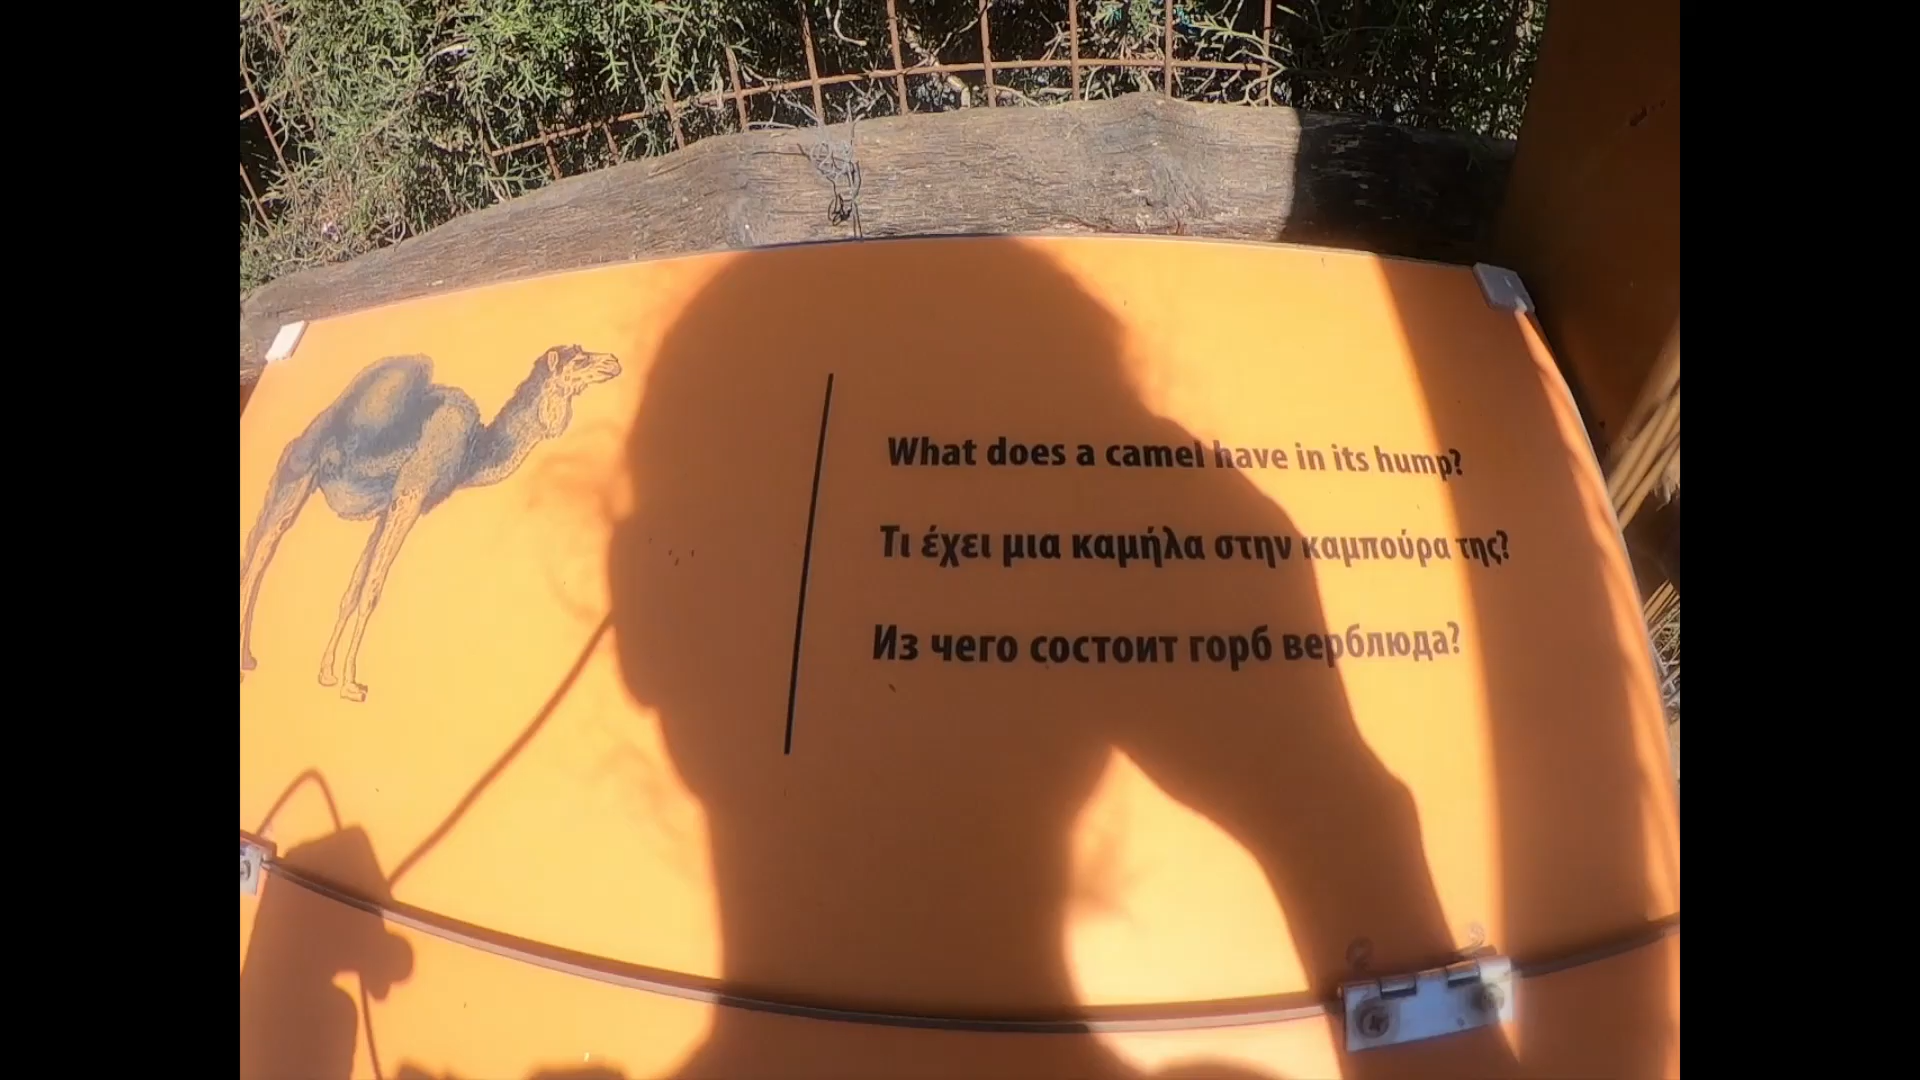 What does a camel have in its hump?
Τι έχει μια καμήλα στην καμπούρα της?
Из чего состоит горб верблюда?